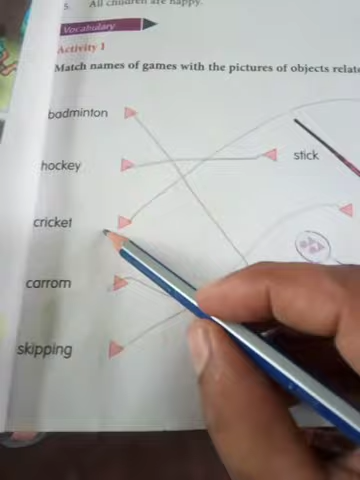 5. All children are happy.
Vocabulary
Activity 1
Match names of games with the pictures of objects
badminton
hockey
stick
cricket
carrom
skipping